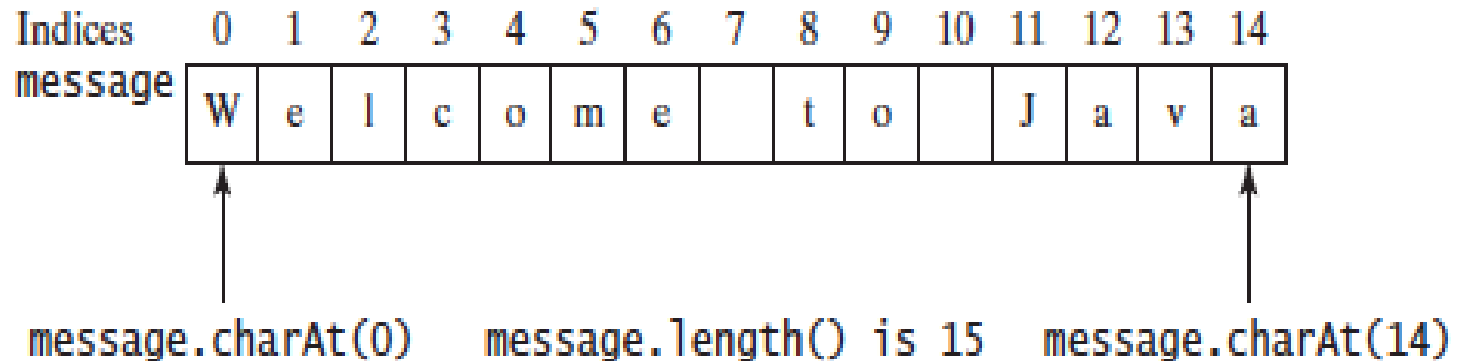 Indices 0 1 2 3 4 5 6 7 8 9 10 11 12 13 14
message W e l c o m e t o J a v a
message.charAt(0) message.length() is 15 message.charAt(14)